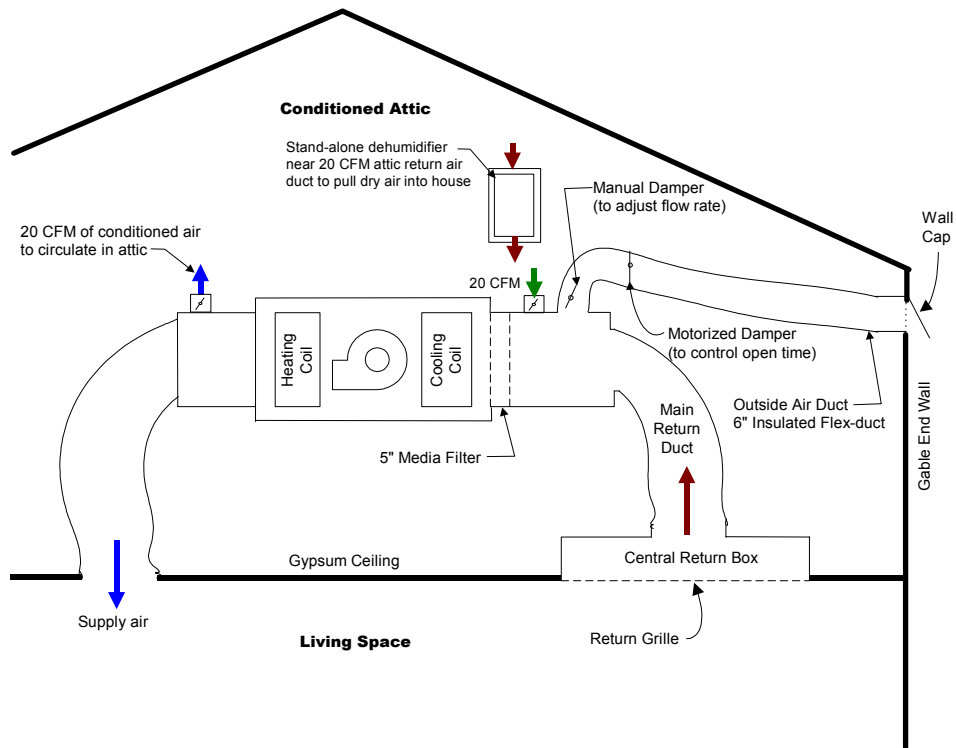 Conditioned Attic
Stand-alone dehumidifier
near 20 CFM attic return air
duct to pull dry air into house
Manual Damper
(to adjust flow rate)
Wall
Cap
20 CFM of conditioned air
to circulate in attic
20 CFM
Heating
Coil
Cooling
Coil
Motorized Damper
(to control open time)
Outside Air Duct
6" Insulated Flex-duct
Main
Return
Duct
Gable End Wall
5" Media Filter
Gypsum Ceiling
Central Return Box
Supply air
Living Space
Return Grille